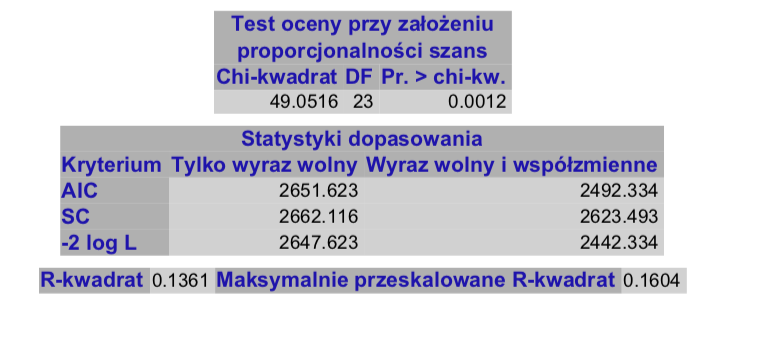 Test oceny przy założeniu
proporcjonalności szans
Chi-kwadrat DF Pr. > chi-kw.
49.0516 23 0.0012
Statystyki dopasowania
Kryterium Tylko wyraz wolny Wyraz wolny i współzmienne
AIC 2651.623 2492.334
SC 2662.116 2623.493
-2 log L 2647.623 2442.334
R-kwadrat 0.1361 Maksymalnie przeskalowane R-kwadrat 0.1604